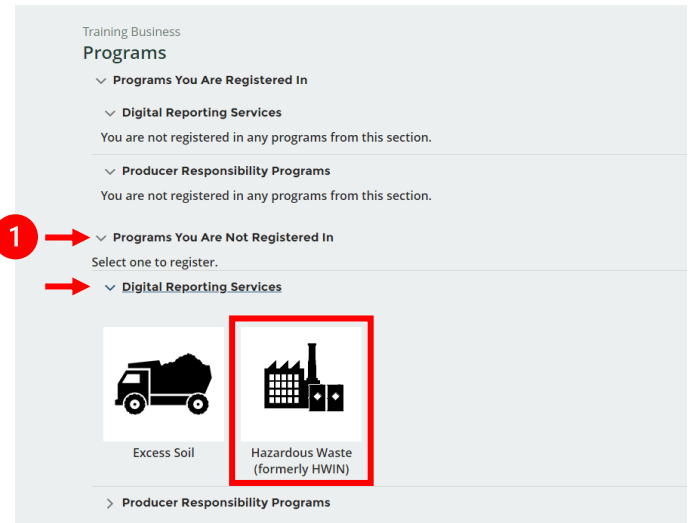 Training Business
Programs
Programs You Are Registered In
Digital Reporting Services
You are not registered in any programs from this section.
Producer Responsibility Programs
You are not registered in any programs from this section.
1
Programs You Are Not Registered In
Select one to register.
Digital Reporting Services
Excess Soil
Hazardous Waste
(formerly HWIN)
Producer Responsibility Programs